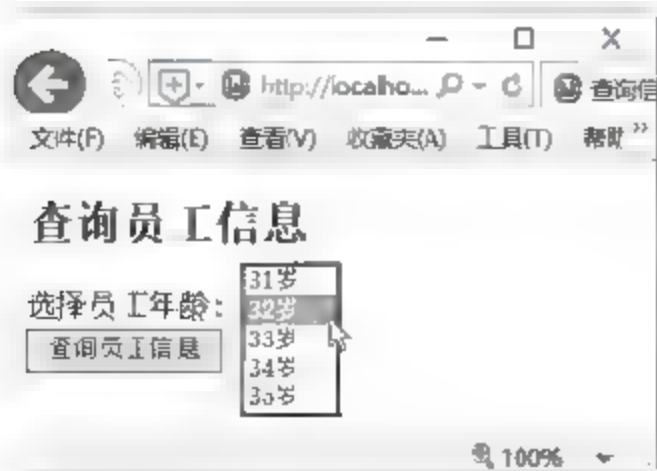 http://localho...
查询信
文件(F) 编辑(E) 查看(V) 收藏夹(A) 工具(T) 帮助 »
查询员工信息
选择员工年龄:
31岁
32岁
33岁
34岁
35岁
查询员工信息
100%